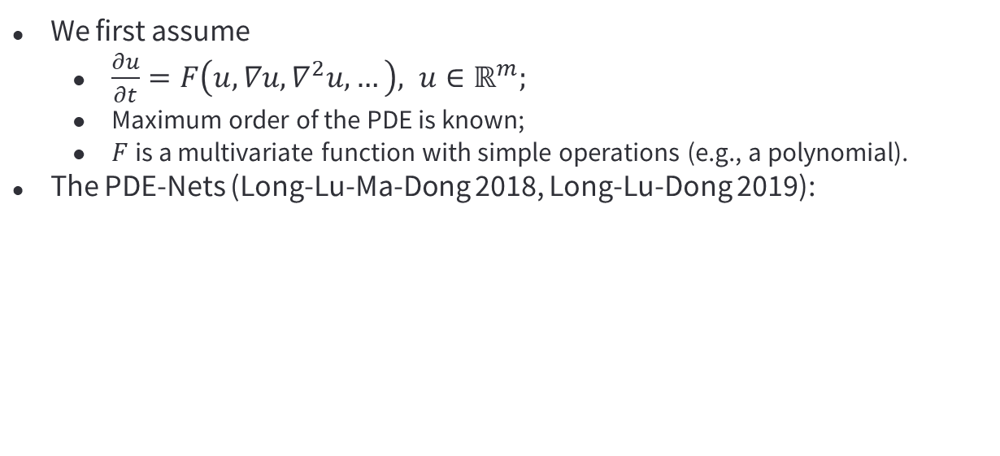 • We first assume
• ∂u/∂t = F(u, ∇u, ∇²u, … ), u ∈ ℝᵐ;
• Maximum order of the PDE is known;
• F is a multivariate function with simple operations (e.g., a polynomial).
• The PDE-Nets (Long-Lu-Ma-Dong 2018, Long-Lu-Dong 2019):